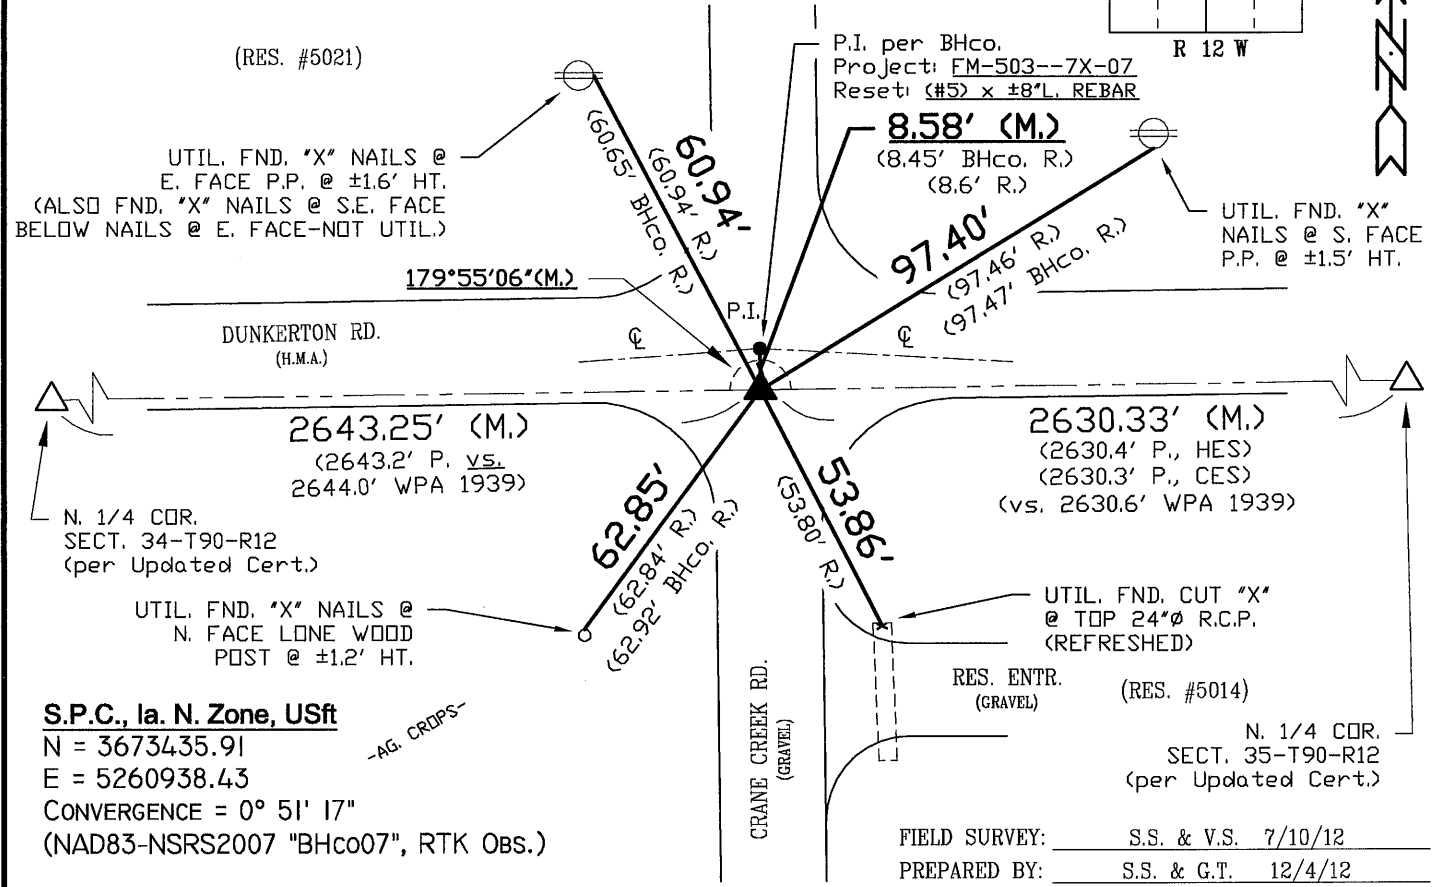 R 12 W
(RES. #5021)
P.I. per BHco.
Project: FM-503--7X-07
Reset: (#5) x ±8"L. REBAR
8.58' (M.)
(8.45' BHco. R.)
(8.6' R.)
UTIL. FND. "X" NAILS @
E. FACE P.P. @ ±1.6' HT.
(ALSO FND. "X" NAILS @ S.E. FACE
BELOW NAILS @ E. FACE-NOT UTIL.)
60.94'
(60.94' R.)
(60.65' BHco. R.)
97.40'
(97.46' R.)
(97.47' BHco. R.)
UTIL. FND. "X"
NAILS @ S. FACE
P.P. @ ±1.5' HT.
179°55'06"(M.)
P.I.
DUNKERTON RD.
(H.M.A.)
℄
℄
2643.25' (M.)
(2643.2' P. vs.
2644.0' WPA 1939)
2630.33' (M.)
(2630.4' P., HES)
(2630.3' P., CES)
(vs. 2630.6' WPA 1939)
N. 1/4 COR.
SECT. 34-T90-R12
(per Updated Cert.)
62.85'
(62.84' R.)
(62.92' BHco. R.)
53.86'
(53.80' R.)
UTIL. FND. "X" NAILS @
N. FACE LONE WOOD
POST @ ±1.2' HT.
UTIL. FND. CUT "X"
@ TOP 24"Ø R.C.P.
(REFRESHED)
RES. ENTR.
(GRAVEL)
(RES. #5014)
CRANE CREEK RD.
(GRAVEL)
N. 1/4 COR.
SECT. 35-T90-R12
(per Updated Cert.)
-AG. CROPS-
S.P.C., Ia. N. Zone, USft
N = 3673435.91
E = 5260938.43
CONVERGENCE = 0° 51' 17"
(NAD83-NSRS2007 "BHco07", RTK OBS.)
FIELD SURVEY: S.S. & V.S. 7/10/12
PREPARED BY: S.S. & G.T. 12/4/12